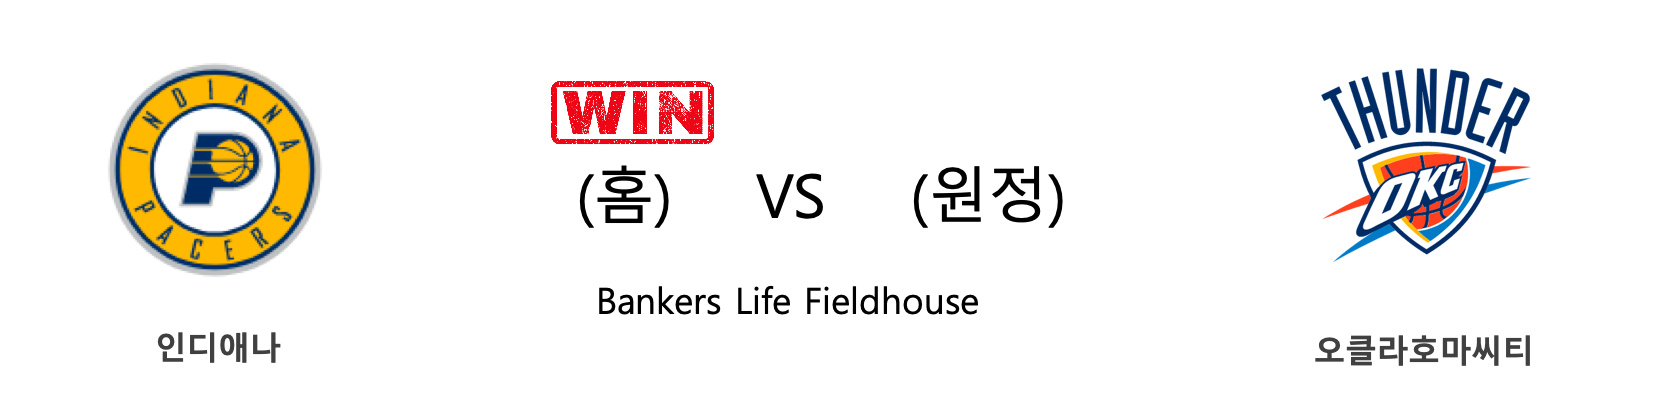 INDIANA
PACERS
인디애나
WIN
(홈) VS (원정)
Bankers Life Fieldhouse
THUNDER
OKC
오클라호마씨티